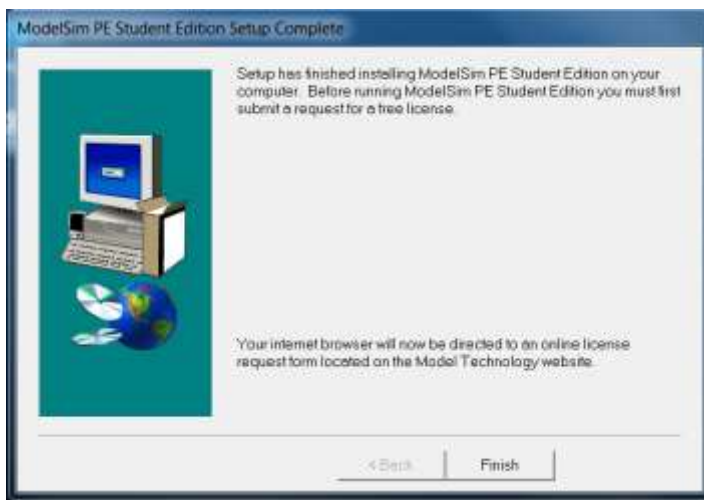 ModelSim PE Student Edition Setup Complete
Setup has finished installing ModelSim PE Student Edition on your
computer. Before running ModelSim PE Student Edition you must first
submit a request for a free license.
Your internet browser will now be directed to an online license
request form located on the Model Technology website.
< Back
Finish